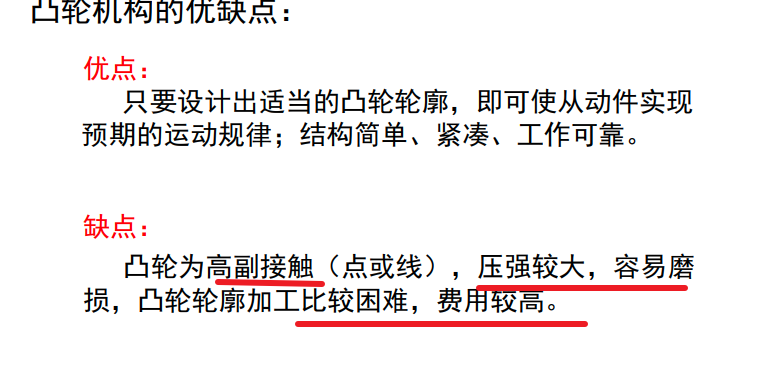 凸轮机构的优缺点：
优点：
只要设计出适当的凸轮轮廓，即可使从动件实现
预期的运动规律；结构简单、紧凑、工作可靠。
缺点：
凸轮为高副接触（点或线），压强较大，容易磨
损，凸轮轮廓加工比较困难，费用较高。